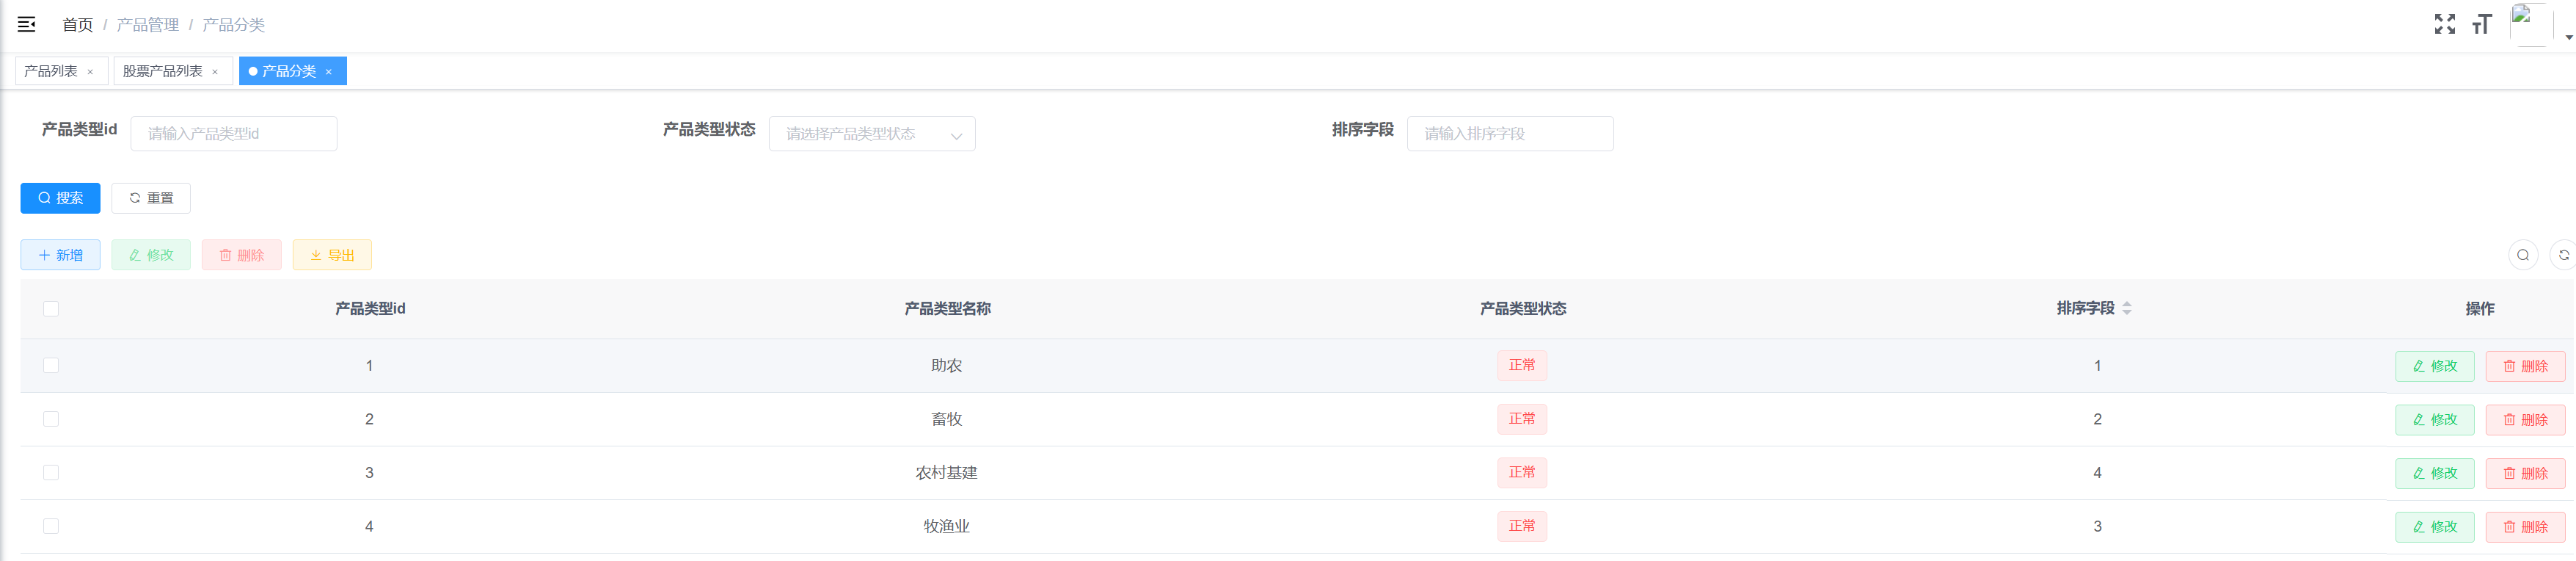 首页 / 产品管理 / 产品分类
产品列表 × 股票产品列表 × 产品分类 ×
产品类型id 请输入产品类型id 产品类型状态 请选择产品类型状态 排序字段 请输入排序字段
搜索 重置
新增 修改 删除 导出
产品类型id 产品类型名称 产品类型状态 排序字段 操作
1 助农 正常 1 修改 删除
2 畜牧 正常 2 修改 删除
3 农村基建 正常 4 修改 删除
4 牧渔业 正常 3 修改 删除